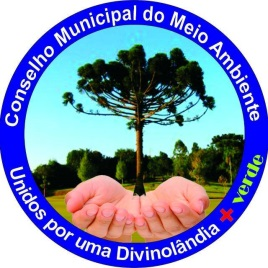 Conselho Municipal do Meio Ambiente
Unidos por uma Divinolândia + verde